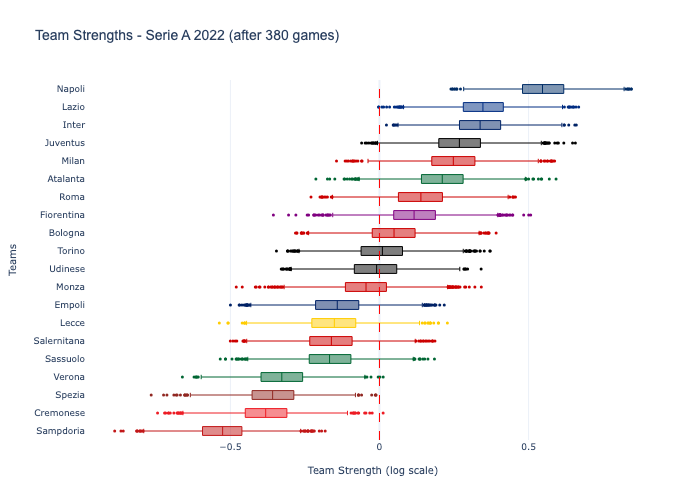 Team Strengths - Serie A 2022 (after 380 games)
Napoli
Lazio
Inter
Juventus
Milan
Atalanta
Roma
Fiorentina
Bologna
Torino
Udinese
Monza
Empoli
Lecce
Salernitana
Sassuolo
Verona
Spezia
Cremonese
Sampdoria
Teams
−0.5
0
0.5
Team Strength (log scale)